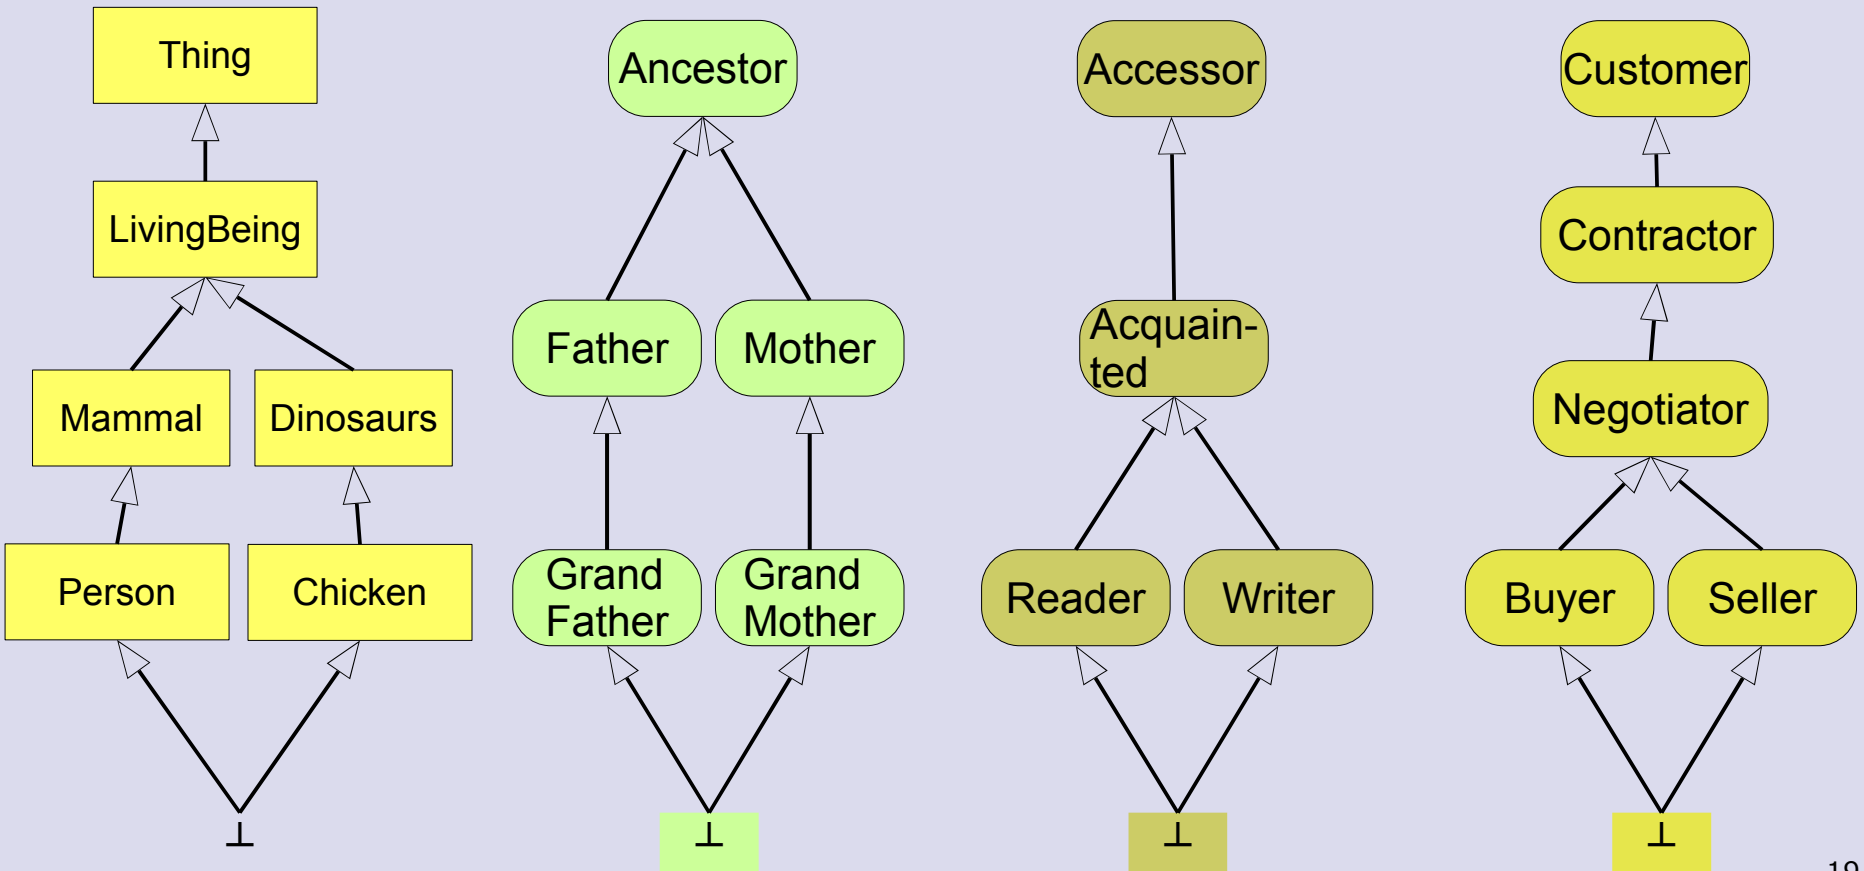 Thing
LivingBeing
Mammal
Dinosaurs
Person
Chicken
⊥
Ancestor
Father
Mother
Grand
Father
Grand
Mother
⊥
Accessor
Acquain-
ted
Reader
Writer
⊥
Customer
Contractor
Negotiator
Buyer
Seller
⊥